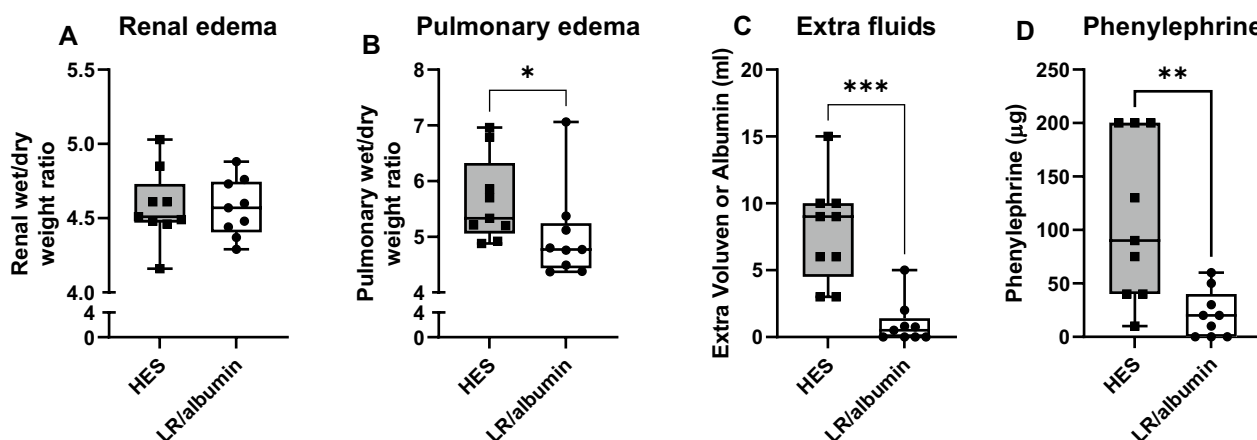 A Renal edema
Renal wet/dry
weight ratio
5.5
5.0
4.5
4.0
4
0
HES
LR/albumin
B Pulmonary edema
Pulmonary wet/dry
weight ratio
8
7
6
5
4
4
0
*
HES
LR/albumin
C Extra fluids
Extra Voluven or Albumin (ml)
20
15
10
5
0
***
HES
LR/albumin
D Phenylephrine
Phenylephrine (µg)
250
200
150
100
50
0
**
HES
LR/albumin